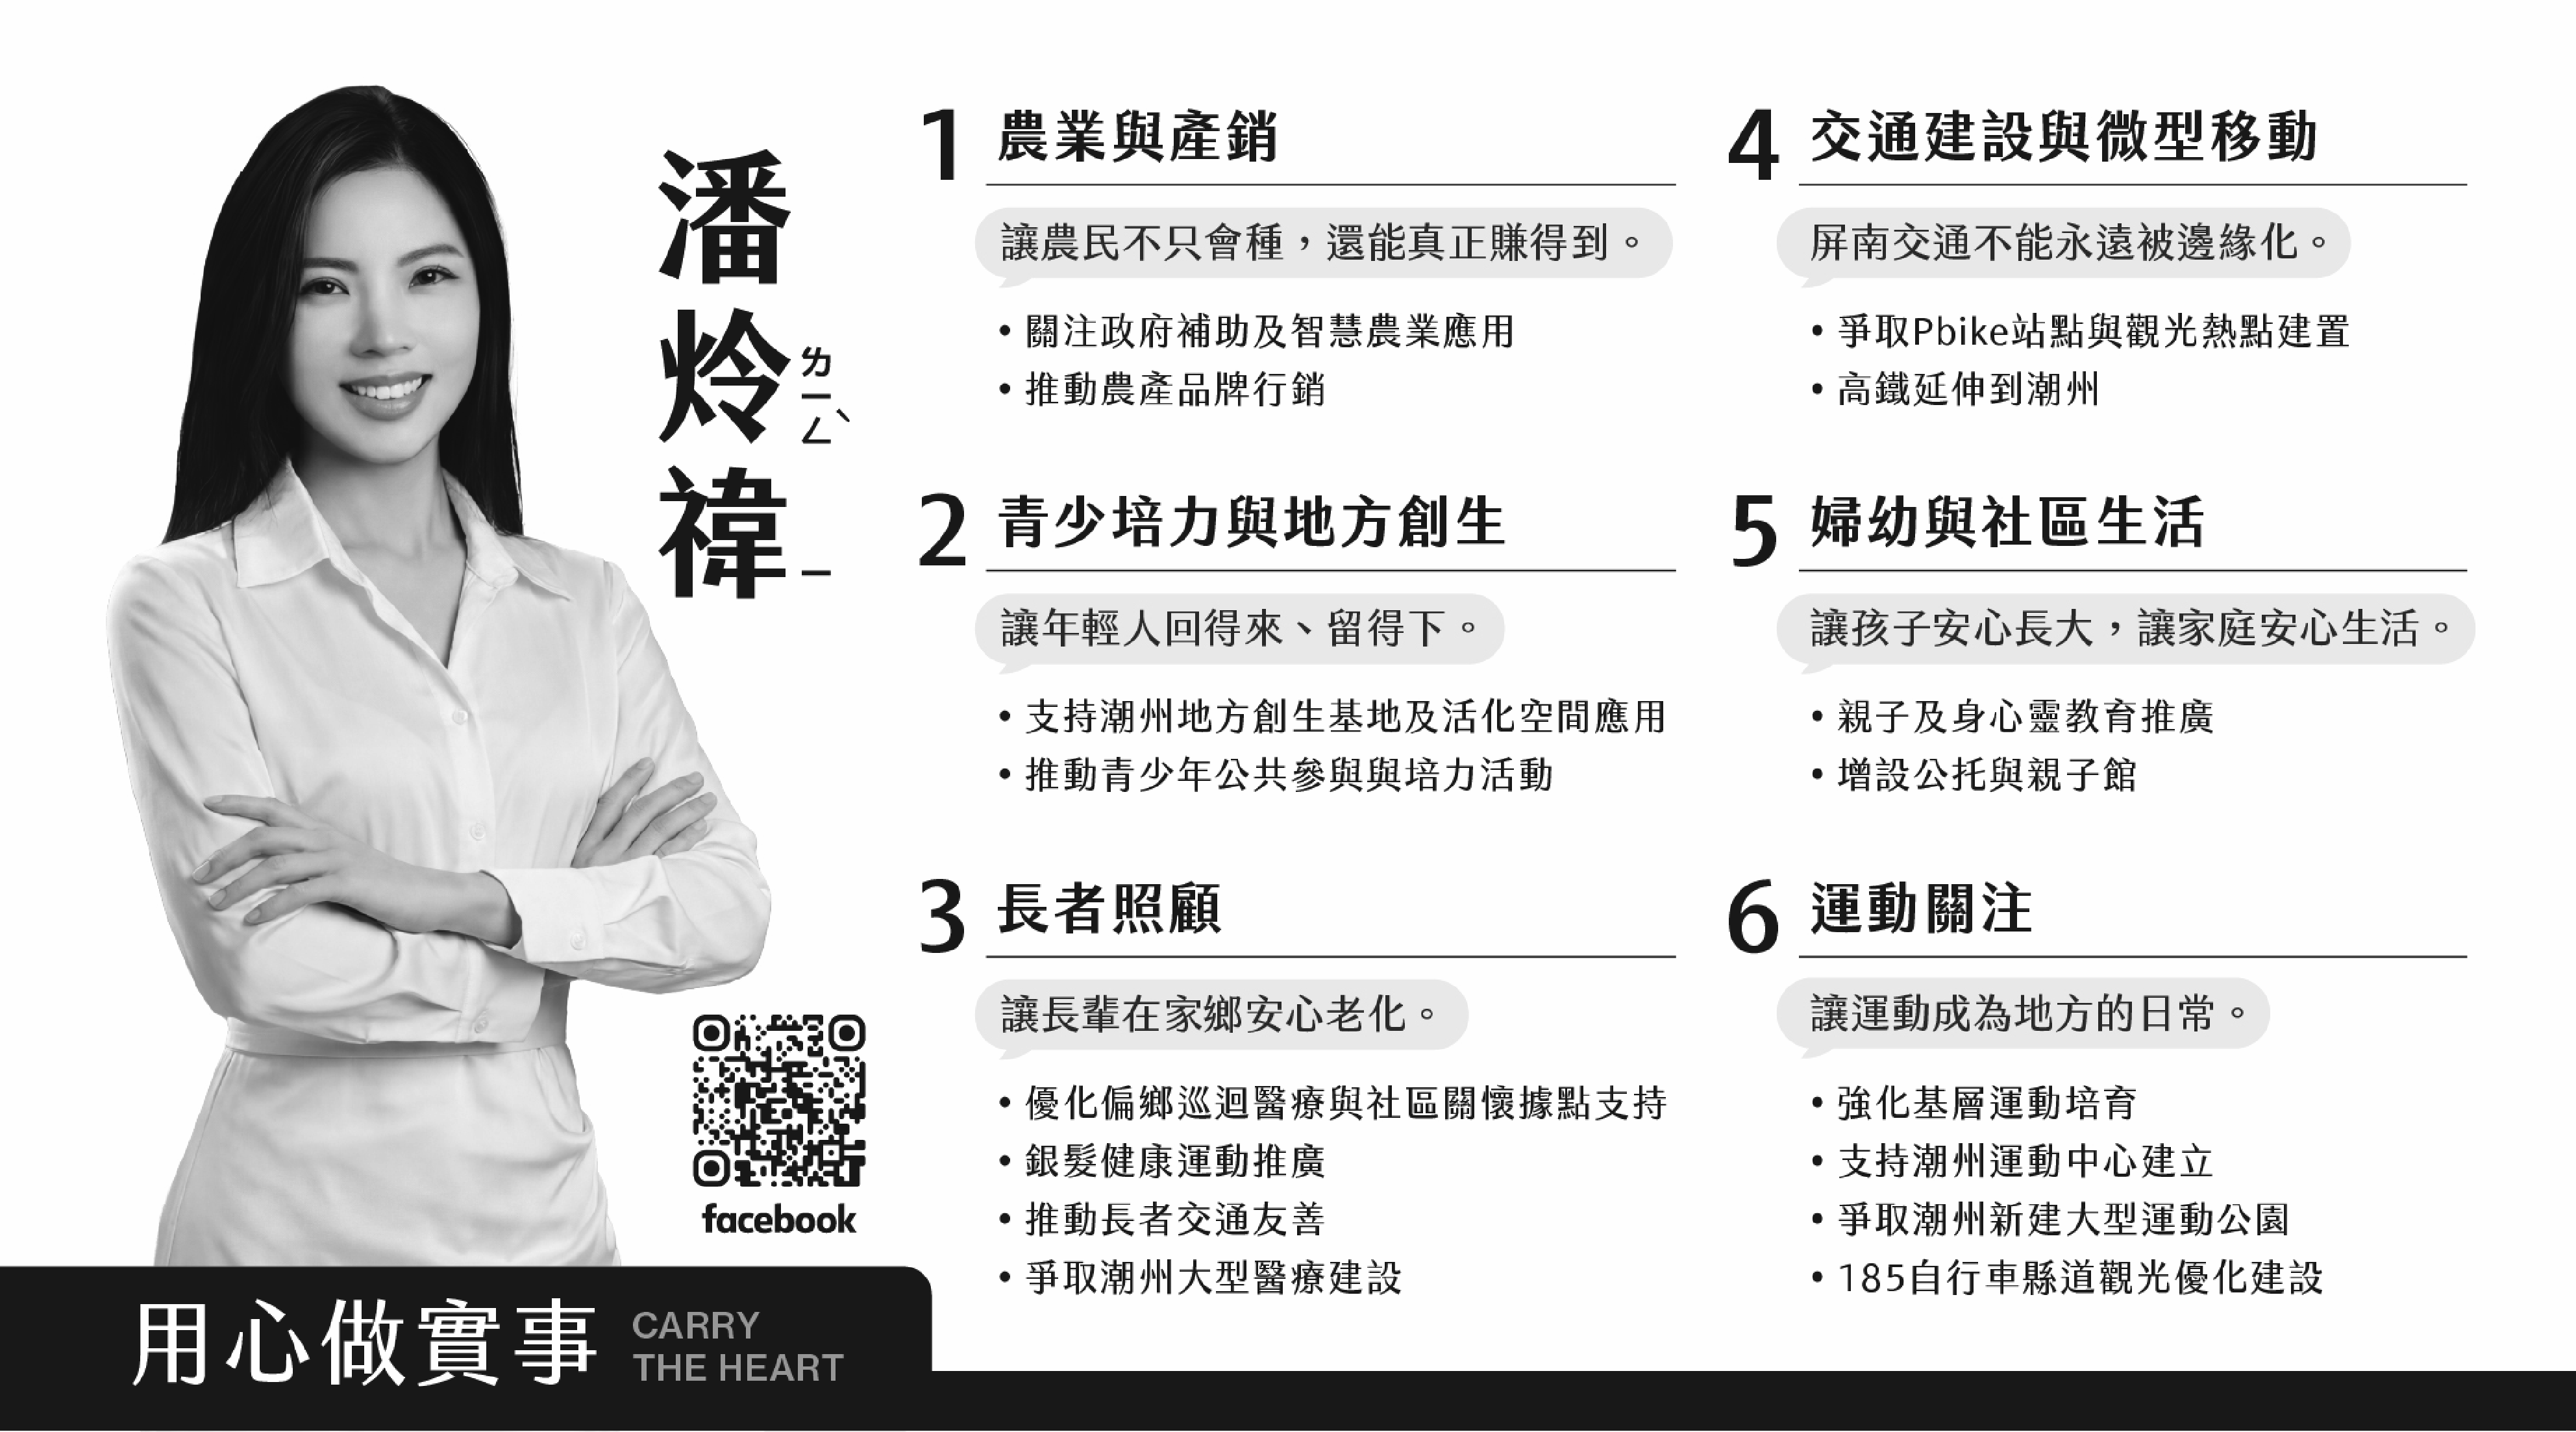 潘炩禕
ㄌㄧㄥˋ
ㄧ
facebook
用心做實事
CARRY
THE HEART
1 農業與產銷
讓農民不只會種，還能真正賺得到。
• 關注政府補助及智慧農業應用
• 推動農產品牌行銷
2 青少培力與地方創生
讓年輕人回得來、留得下。
• 支持潮州地方創生基地及活化空間應用
• 推動青少年公共參與與培力活動
3 長者照顧
讓長輩在家鄉安心老化。
• 優化偏鄉巡迴醫療與社區關懷據點支持
• 銀髮健康運動推廣
• 推動長者交通友善
• 爭取潮州大型醫療建設
4 交通建設與微型移動
屏南交通不能永遠被邊緣化。
• 爭取Pbike站點與觀光熱點建置
• 高鐵延伸到潮州
5 婦幼與社區生活
讓孩子安心長大，讓家庭安心生活。
• 親子及身心靈教育推廣
• 增設公托與親子館
6 運動關注
讓運動成為地方的日常。
• 強化基層運動培育
• 支持潮州運動中心建立
• 爭取潮州新建大型運動公園
• 185自行車縣道觀光優化建設